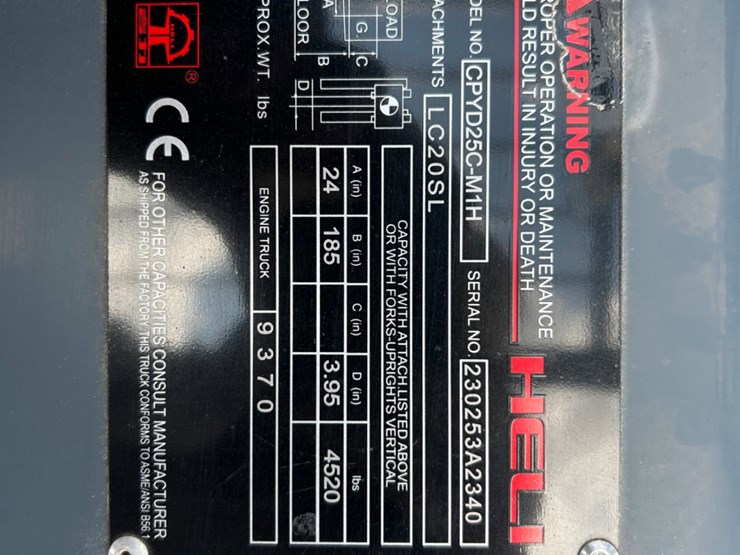 WARNING
ROPER OPERATION OR MAINTENANCE
LD RESULT IN INJURY OR DEATH
HELI
DEL NO. CPYD25C-M1H SERIAL NO. 230253A2340
ACHMENTS LC20SL
CAPACITY WITH ATTACH.LISTED ABOVE
OR WITH FORKS-UPRIGHTS VERTICAL
LOAD
G.
C
A
LOOR
B
D
A (in) B (in) C (in) D (in) lbs
24 185 3.95 4520
PROX WT. lbs ENGINE TRUCK 9370
®
CE FOR OTHER CAPACITIES CONSULT MANUFACTURER
AS SHIPPED FROM THE FACTORY, THIS TRUCK CONFORMS TO ASME/ANSI B56.1